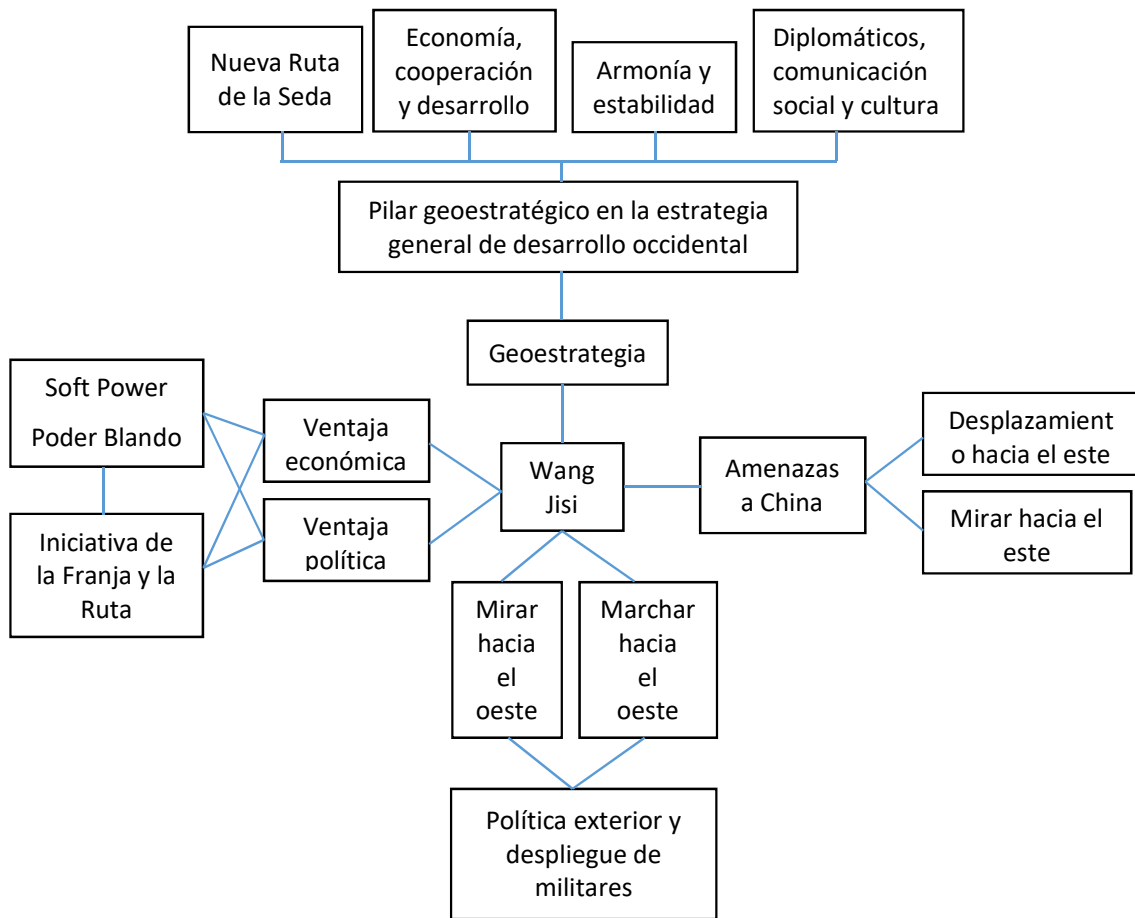 Nueva Ruta
de la Seda
Economía,
cooperación
y desarrollo
Armonía y
estabilidad
Diplomáticos,
comunicación
social y cultura
Pilar geoestratégico en la estrategia
general de desarrollo occidental
Geoestrategia
Soft Power
Poder Blando
Iniciativa de
la Franja y la
Ruta
Ventaja
económica
Ventaja
política
Wang
Jisi
Amenazas
a China
Desplazamient
o hacia el este
Mirar hacia el
este
Mirar
hacia
el
oeste
Marchar
hacia
el
oeste
Política exterior y
despliegue de
militares